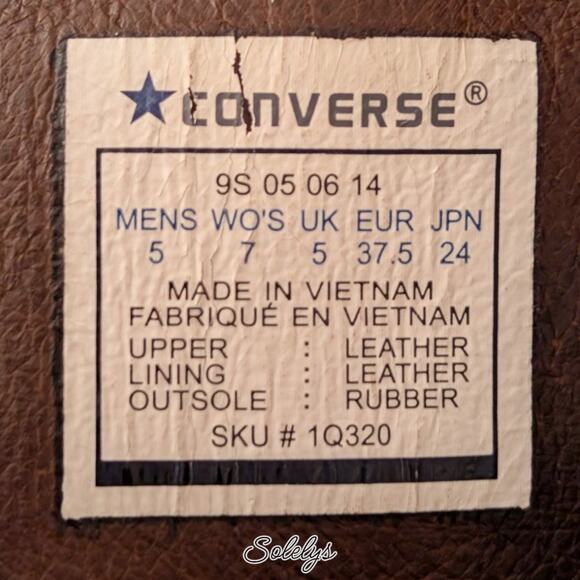 ★CONVERSE®
9S 05 06 14
MENS WO'S UK EUR JPN
5 7 5 37.5 24
MADE IN VIETNAM
FABRIQUÉ EN VIETNAM
UPPER : LEATHER
LINING : LEATHER
OUTSOLE : RUBBER
SKU # 1Q320
Solelys